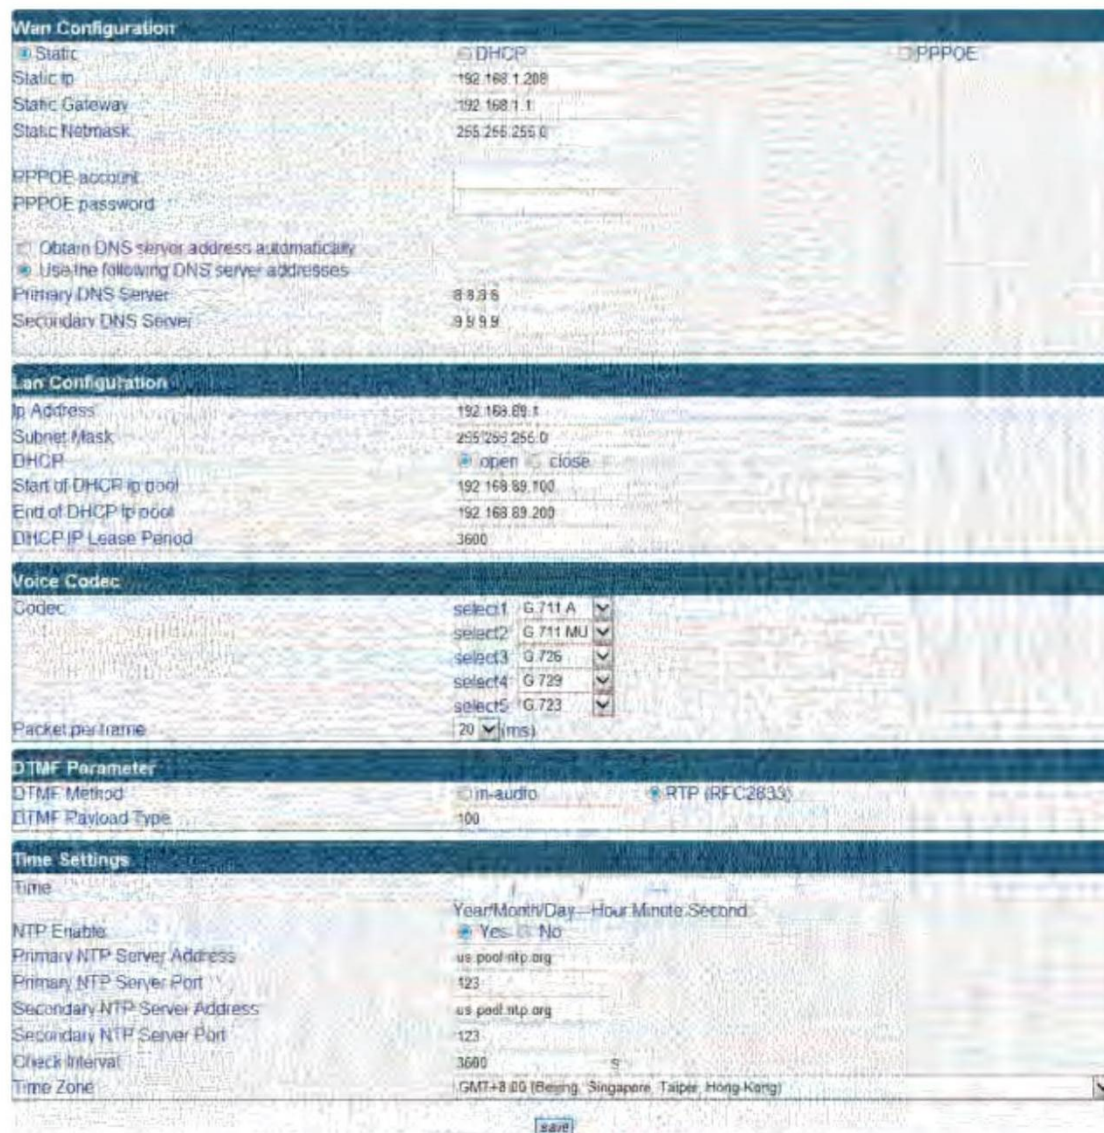 Wan Configuration
Static DHCP PPPOE
Static Ip 192.168.1.208
Static Gateway 192.168.1.1
Static Netmask 255.255.255.0
PPPOE account
PPPOE password
Obtain DNS server address automatically
Use the following DNS server addresses
Primary DNS Server
Secondary DNS Server 9.9.9.9
Lan Configuration
Ip Address 192.168.89.1
Subnet Mask 255.255.255.0
DHCP open close
Start of DHCP ip pool 192.168.89.100
End of DHCP ip pool 192.168.89.200
DHCP IP Lease Period 3600
Voice Codec
Codec select1 G.711 A
select2 G.711 MU
select3 G.726
select4 G.729
select5 G.723
Packet per frame 20 (ms)
DTMF Parameter
DTMF Method in-audio RTP (RFC2833)
DTMF Payload Type 100
Time Settings
Time / /
Year/Month/Day---Hour:Minute:Second
NTP Enable Yes No
Primary NTP Server Address us.pool.ntp.org
Primary NTP Server Port 123
Secondary NTP Server Address us.pool.ntp.org
Secondary NTP Server Port 123
Check Interval 3600 s
Time Zone GMT+8:00 (Beijing, Singapore, Taipei, Hong Kong)
save